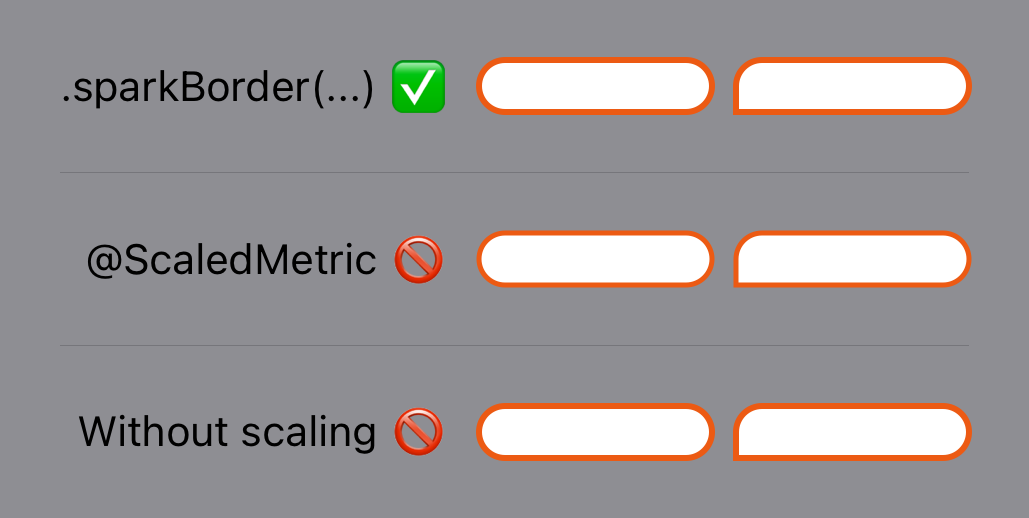 .sparkBorder(...) ✅
@ScaledMetric 🚫
Without scaling 🚫